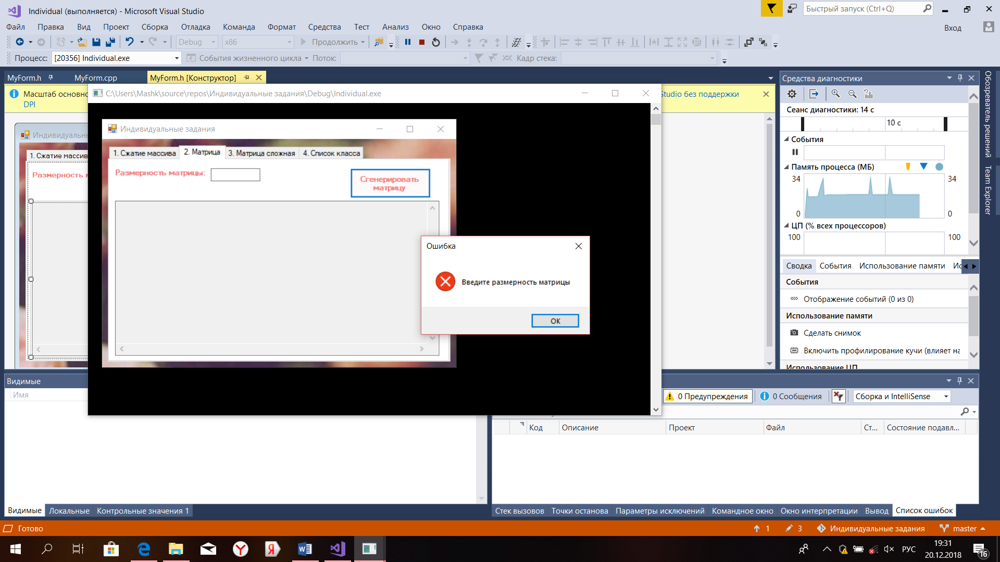 Individual (выполняется) - Microsoft Visual Studio
Быстрый запуск (Ctrl+Q)
Файл Правка Вид Проект Сборка Отладка Команда Формат Средства Тест Анализ Окно Справка
Вход
Debug x86 Продолжить
Процесс: [20356] Individual.exe События жизненного цикла Поток: Кадр стека:
MyForm.h MyForm.cpp MyForm.h [Конструктор]
Масштаб основно
DPI
Studio без поддержки
C:\Users\Mashk\source\repos\Индивидуальные задания\Debug\Individual.exe
Индивидуальн
1. Сжатие массив
Размерность м
Индивидуальные задания
1. Сжатие массива 2. Матрица 3. Матрица сложная 4. Список класса
Размерность матрицы:
Сгенерировать
матрицу
Ошибка
Введите размерность матрицы
OK
Средства диагностики
Сеанс диагностики: 14 с
10 с
События
Память процесса (МБ)
34 34
0 0
ЦП (% всех процессоров)
100 100
Сводка События Использование памяти Ис
События
Отображение событий (0 из 0)
Использование памяти
Сделать снимок
Включить профилирование кучи (влияет на
Использование ЦП
Обозреватель решений
Team Explorer
Видимые
Имя
0 Предупреждения 0 Сообщения Сборка и IntelliSense
Код Описание Проект Файл Ст... Состояние подавл...
Видимые Локальные Контрольные значения 1
Стек вызовов Точки останова Параметры исключений Командное окно Окно интерпретации Вывод Список ошибок
Готово
1 3 Индивидуальные задания master
РУС
19:31
20.12.2018
16